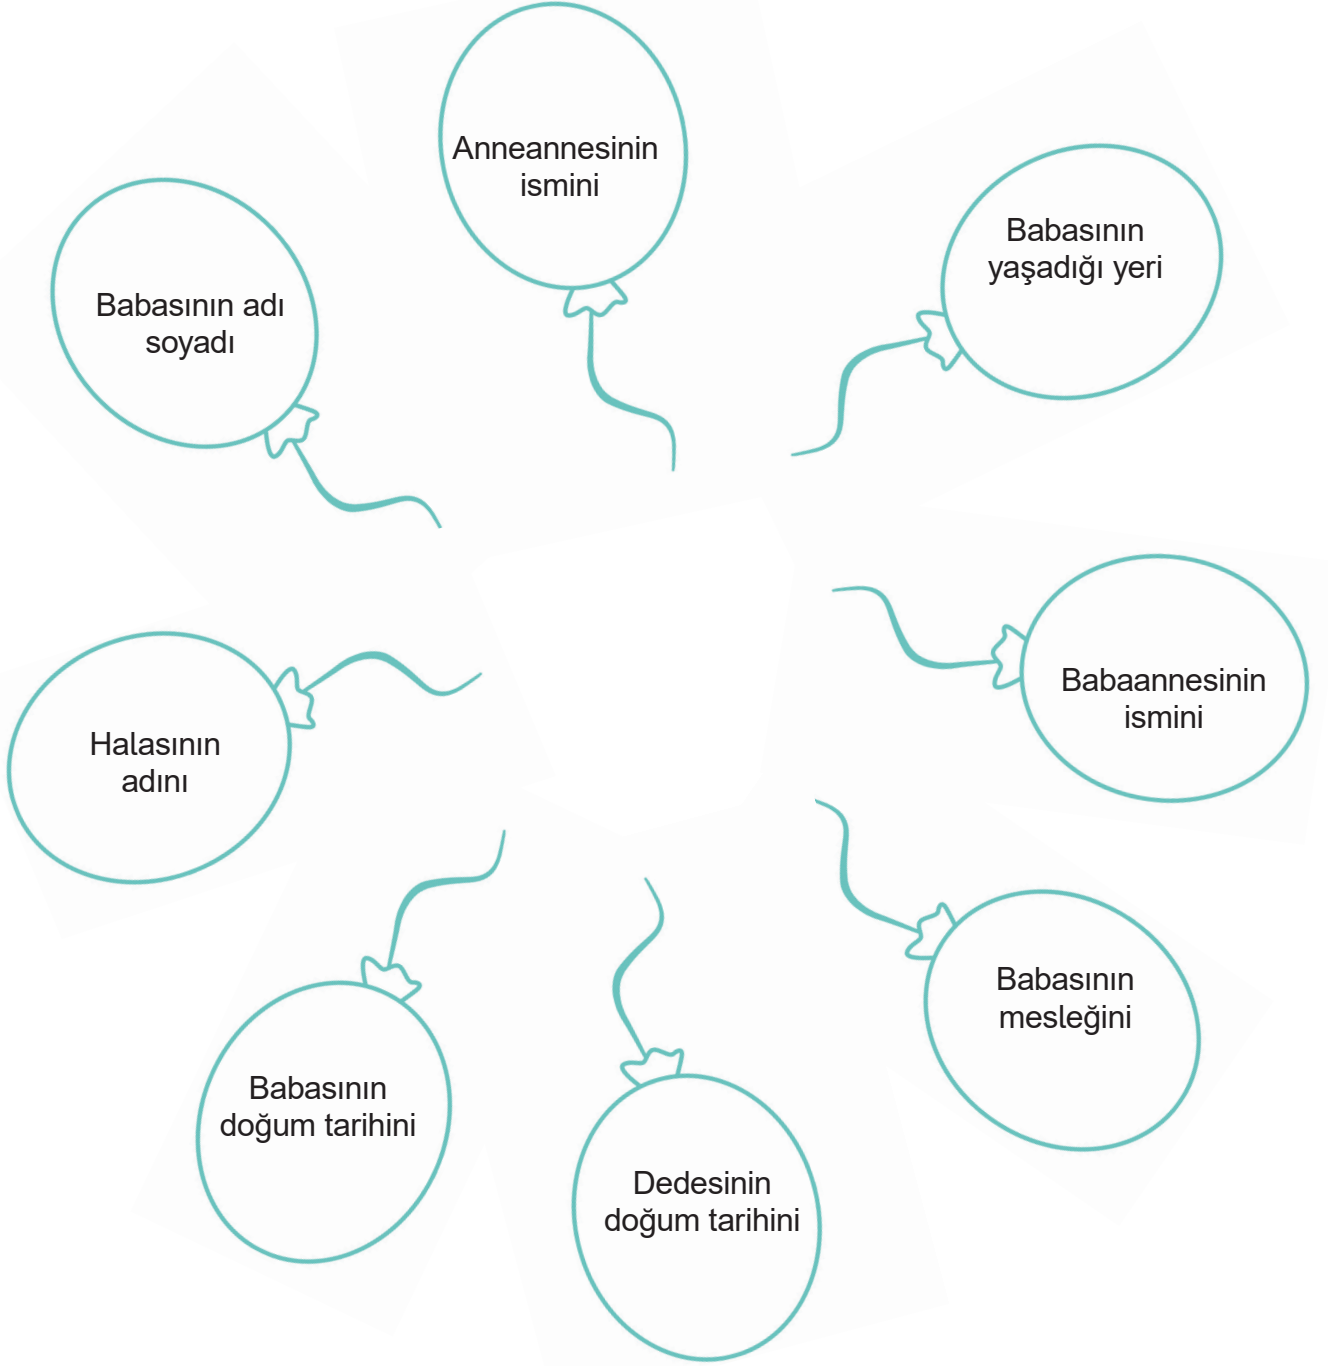 Anneannesinin
ismini
Babasının
yaşadığı yeri
Babasının adı
soyadı
Babaannesinin
ismini
Halasının
adını
Babasının
mesleğini
Babasının
doğum tarihini
Dedesinin
doğum tarihini